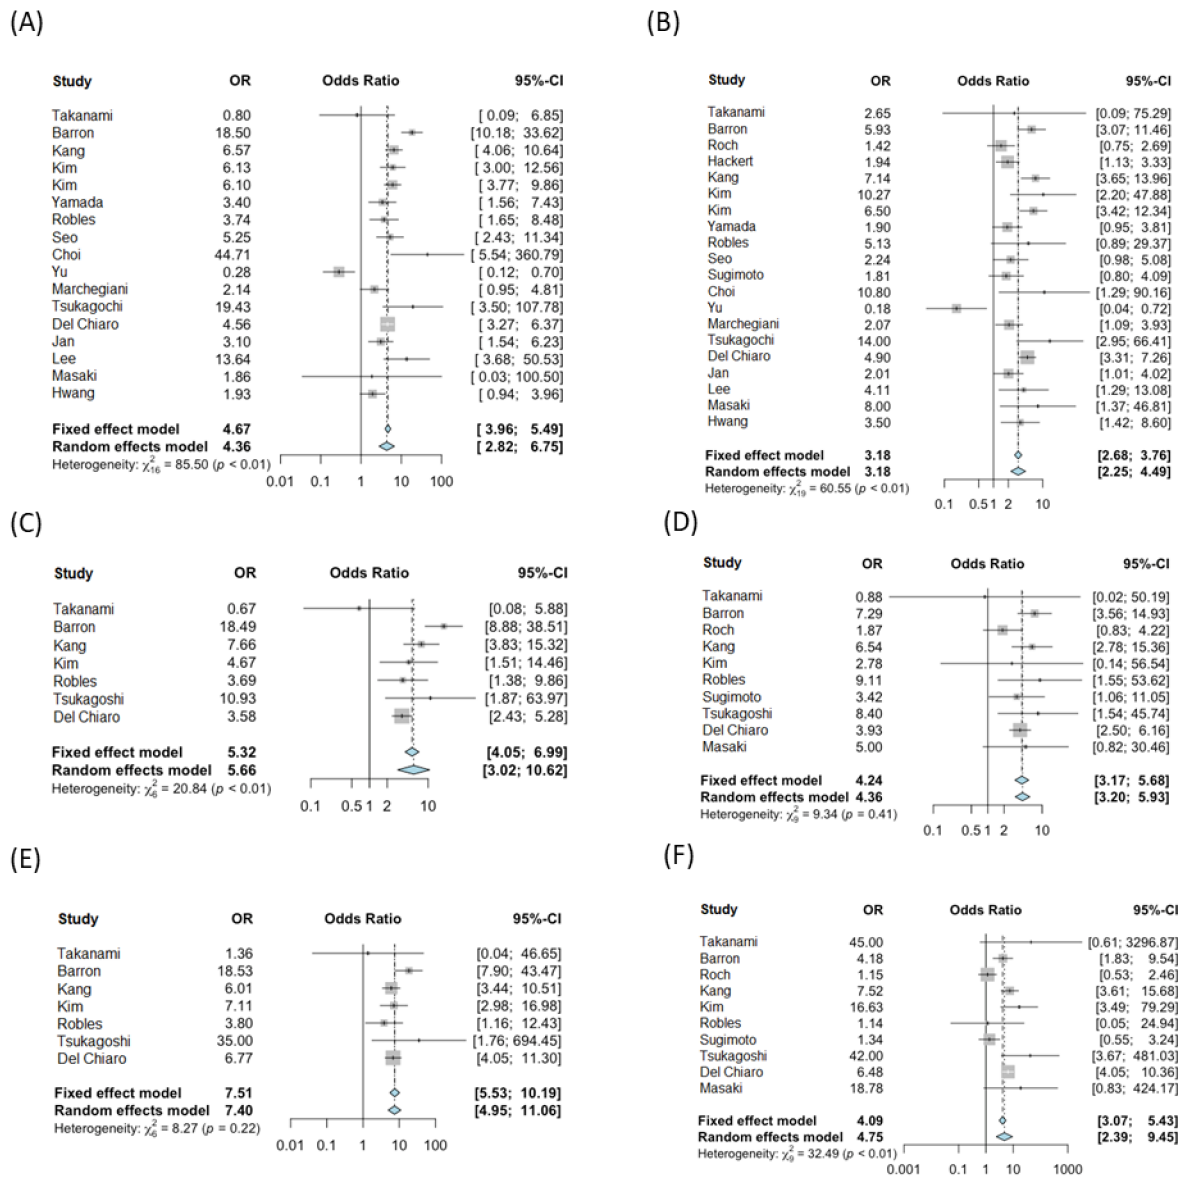 (A)
Study OR Odds Ratio 95%-CI
Takanami 0.80 [ 0.09; 6.85]
Barron 18.50 [10.18; 33.62]
Kang 6.57 [ 4.06; 10.64]
Kim 6.13 [ 3.00; 12.56]
Kim 6.10 [ 3.77; 9.86]
Yamada 3.40 [ 1.56; 7.43]
Robles 3.74 [ 1.65; 8.48]
Seo 5.25 [ 2.43; 11.34]
Choi 44.71 [ 5.54; 360.79]
Yu 0.28 [ 0.12; 0.70]
Marchegiani 2.14 [ 0.95; 4.81]
Tsukagochi 19.43 [ 3.50; 107.78]
Del Chiaro 4.56 [ 3.27; 6.37]
Jan 3.10 [ 1.54; 6.23]
Lee 13.64 [ 3.68; 50.53]
Masaki 1.86 [ 0.03; 100.50]
Hwang 1.93 [ 0.94; 3.96]
Fixed effect model 4.67 [ 3.96; 5.49]
Random effects model 4.36 [ 2.82; 6.75]
Heterogeneity: χ²₁₆ = 85.50 (p < 0.01)
0.01 0.1 1 10 100
(B)
Study OR Odds Ratio 95%-CI
Takanami 2.65 [0.09; 75.29]
Barron 5.93 [3.07; 11.46]
Roch 1.42 [0.75; 2.69]
Hackert 1.94 [1.13; 3.33]
Kang 7.14 [3.65; 13.96]
Kim 10.27 [2.20; 47.88]
Kim 6.50 [3.42; 12.34]
Yamada 1.90 [0.95; 3.81]
Robles 5.13 [0.89; 29.37]
Seo 2.24 [0.98; 5.08]
Sugimoto 1.81 [0.80; 4.09]
Choi 10.80 [1.29; 90.16]
Yu 0.18 [0.04; 0.72]
Marchegiani 2.07 [1.09; 3.93]
Tsukagochi 14.00 [2.95; 66.41]
Del Chiaro 4.90 [3.31; 7.26]
Jan 2.01 [1.01; 4.02]
Lee 4.11 [1.29; 13.08]
Masaki 8.00 [1.37; 46.81]
Hwang 3.50 [1.42; 8.60]
Fixed effect model 3.18 [2.68; 3.76]
Random effects model 3.18 [2.25; 4.49]
Heterogeneity: χ²₁₉ = 60.55 (p < 0.01)
0.1 0.5 1 2 10
(C)
Study OR Odds Ratio 95%-CI
Takanami 0.67 [0.08; 5.88]
Barron 18.49 [8.88; 38.51]
Kang 7.66 [3.83; 15.32]
Kim 4.67 [1.51; 14.46]
Robles 3.69 [1.38; 9.86]
Tsukagoshi 10.93 [1.87; 63.97]
Del Chiaro 3.58 [2.43; 5.28]
Fixed effect model 5.32 [4.05; 6.99]
Random effects model 5.66 [3.02; 10.62]
Heterogeneity: χ²₆ = 20.84 (p < 0.01)
0.1 0.5 1 2 10
(D)
Study OR Odds Ratio 95%-CI
Takanami 0.88 [0.02; 50.19]
Barron 7.29 [3.56; 14.93]
Roch 1.87 [0.83; 4.22]
Kang 6.54 [2.78; 15.36]
Kim 2.78 [0.14; 56.54]
Robles 9.11 [1.55; 53.62]
Sugimoto 3.42 [1.06; 11.05]
Tsukagoshi 8.40 [1.54; 45.74]
Del Chiaro 3.93 [2.50; 6.16]
Masaki 5.00 [0.82; 30.46]
Fixed effect model 4.24 [3.17; 5.68]
Random effects model 4.36 [3.20; 5.93]
Heterogeneity: χ²₉ = 9.34 (p = 0.41)
0.1 0.5 1 2 10
(E)
Study OR Odds Ratio 95%-CI
Takanami 1.36 [0.04; 46.65]
Barron 18.53 [7.90; 43.47]
Kang 6.01 [3.44; 10.51]
Kim 7.11 [2.98; 16.98]
Robles 3.80 [1.16; 12.43]
Tsukagoshi 35.00 [1.76; 694.45]
Del Chiaro 6.77 [4.05; 11.30]
Fixed effect model 7.51 [5.53; 10.19]
Random effects model 7.40 [4.95; 11.06]
Heterogeneity: χ²₆ = 8.27 (p = 0.22)
0.01 0.1 1 10 100
(F)
Study OR Odds Ratio 95%-CI
Takanami 45.00 [0.61; 3296.87]
Barron 4.18 [1.83; 9.54]
Roch 1.15 [0.53; 2.46]
Kang 7.52 [3.61; 15.68]
Kim 16.63 [3.49; 79.29]
Robles 1.14 [0.05; 24.94]
Sugimoto 1.34 [0.55; 3.24]
Tsukagoshi 42.00 [3.67; 481.03]
Del Chiaro 6.48 [4.05; 10.36]
Masaki 18.78 [0.83; 424.17]
Fixed effect model 4.09 [3.07; 5.43]
Random effects model 4.75 [2.39; 9.45]
Heterogeneity: χ²₉ = 32.49 (p < 0.01)
0.001 0.1 1 10 1000